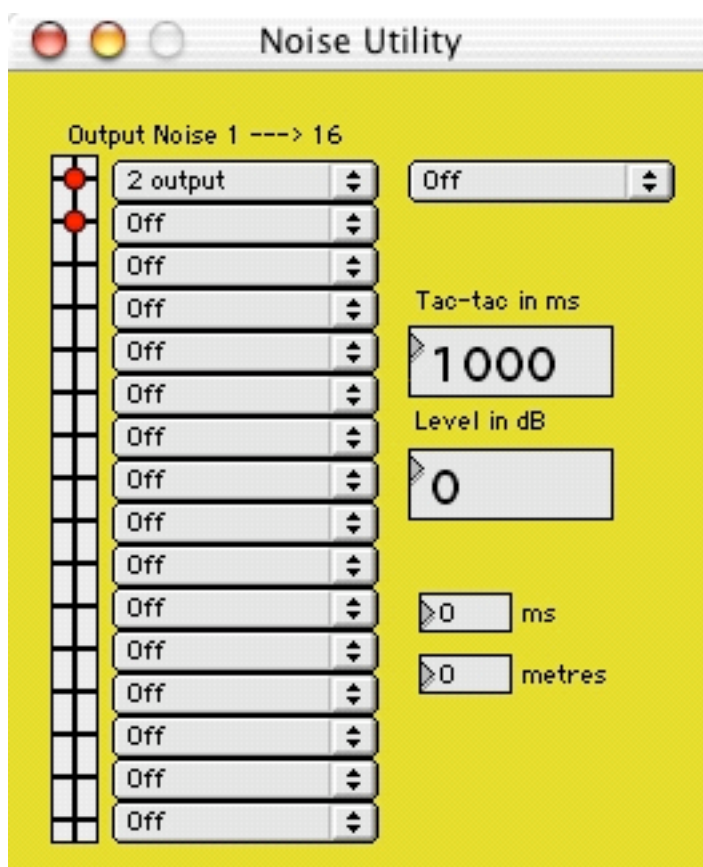 Noise Utility
Output Noise 1 ---> 16
2 output
Off
Off
Off
Off
Tac-tac in ms
Off
1000
Off
Off
Level in dB
Off
0
Off
Off
Off
0 ms
Off
0 metres
Off
Off
Off
Off
Off